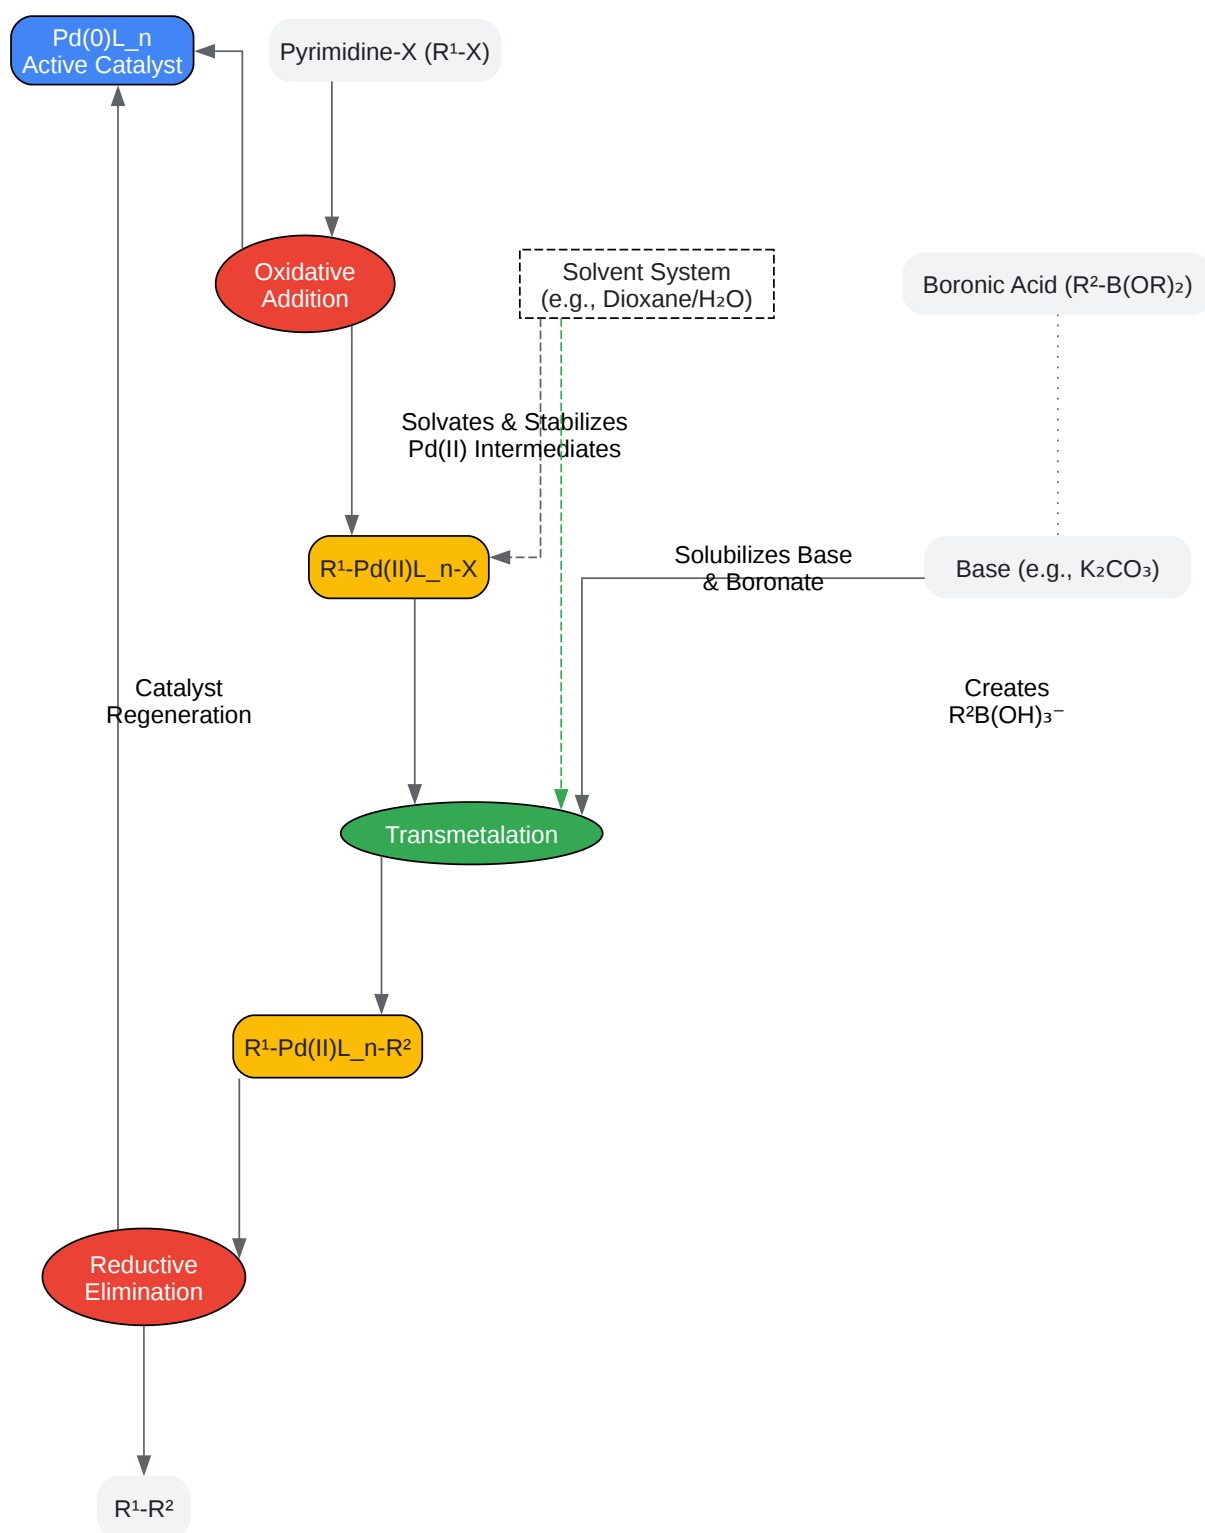 Pd(0)L_n
Active Catalyst
Pyrimidine-X (R¹-X)
Oxidative
Addition
Solvent System
(e.g., Dioxane/H₂O)
Boronic Acid (R²-B(OR)₂)
Solvates & Stabilizes
Pd(II) Intermediates
R¹-Pd(II)L_n-X
Solubilizes Base
& Boronate
Base (e.g., K₂CO₃)
Catalyst
Regeneration
Creates
R²B(OH)₃⁻
Transmetalation
R¹-Pd(II)L_n-R²
Reductive
Elimination
R¹-R²